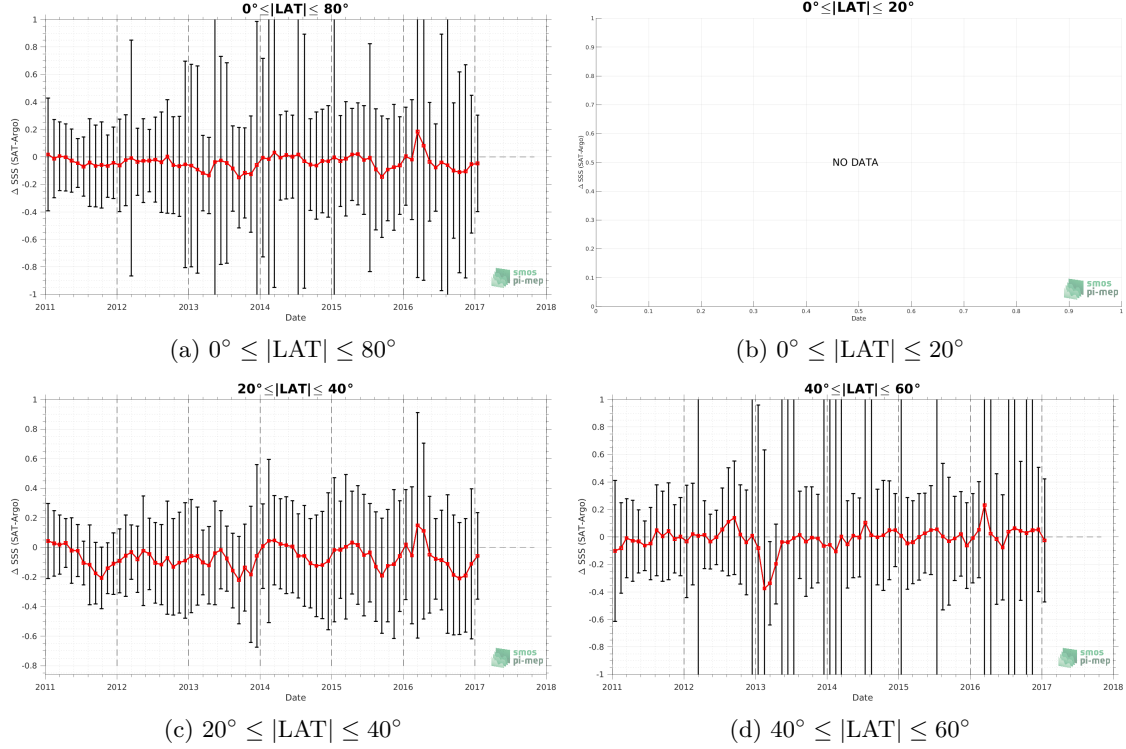 0°≤|LAT|≤ 80°
Δ SSS (SAT-Argo)
1
0.8
0.6
0.4
0.2
0
-0.2
-0.4
-0.6
-0.8
-1
2011 2012 2013 2014 2015 2016 2017 2018
Date
smos
pi-mep
(a) 0° ≤ |LAT| ≤ 80°
0°≤|LAT|≤ 20°
Δ SSS (SAT-Argo)
1
0.9
0.8
0.7
0.6
0.5
0.4
0.3
0.2
0.1
0
NO DATA
0 0.1 0.2 0.3 0.4 0.5 0.6 0.7 0.8 0.9 1
Date
smos
pi-mep
(b) 0° ≤ |LAT| ≤ 20°
20°≤|LAT|≤ 40°
Δ SSS (SAT-Argo)
1
0.8
0.6
0.4
0.2
0
-0.2
-0.4
-0.6
-0.8
2011 2012 2013 2014 2015 2016 2017 2018
Date
smos
pi-mep
(c) 20° ≤ |LAT| ≤ 40°
40°≤|LAT|≤ 60°
Δ SSS (SAT-Argo)
1
0.8
0.6
0.4
0.2
0
-0.2
-0.4
-0.6
-0.8
-1
2011 2012 2013 2014 2015 2016 2017 2018
Date
smos
pi-mep
(d) 40° ≤ |LAT| ≤ 60°